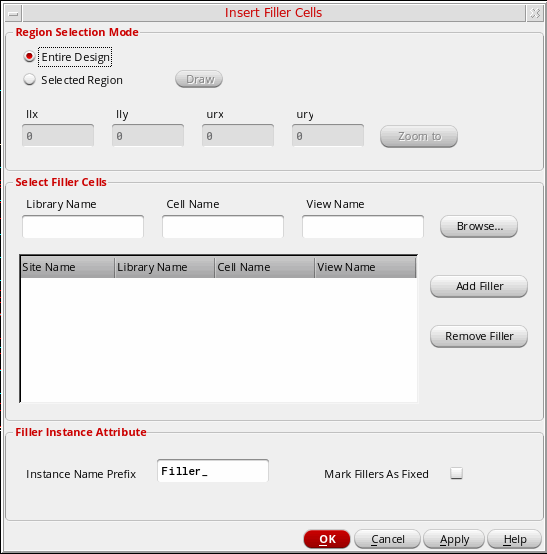 Insert Filler Cells
Region Selection Mode
Entire Design
Selected Region Draw
llx lly urx ury
0 0 0 0 Zoom to
Select Filler Cells
Library Name Cell Name View Name
Browse...
Site Name Library Name Cell Name View Name
Add Filler
Remove Filler
Filler Instance Attribute
Instance Name Prefix Filler_ Mark Fillers As Fixed
OK Cancel Apply Help